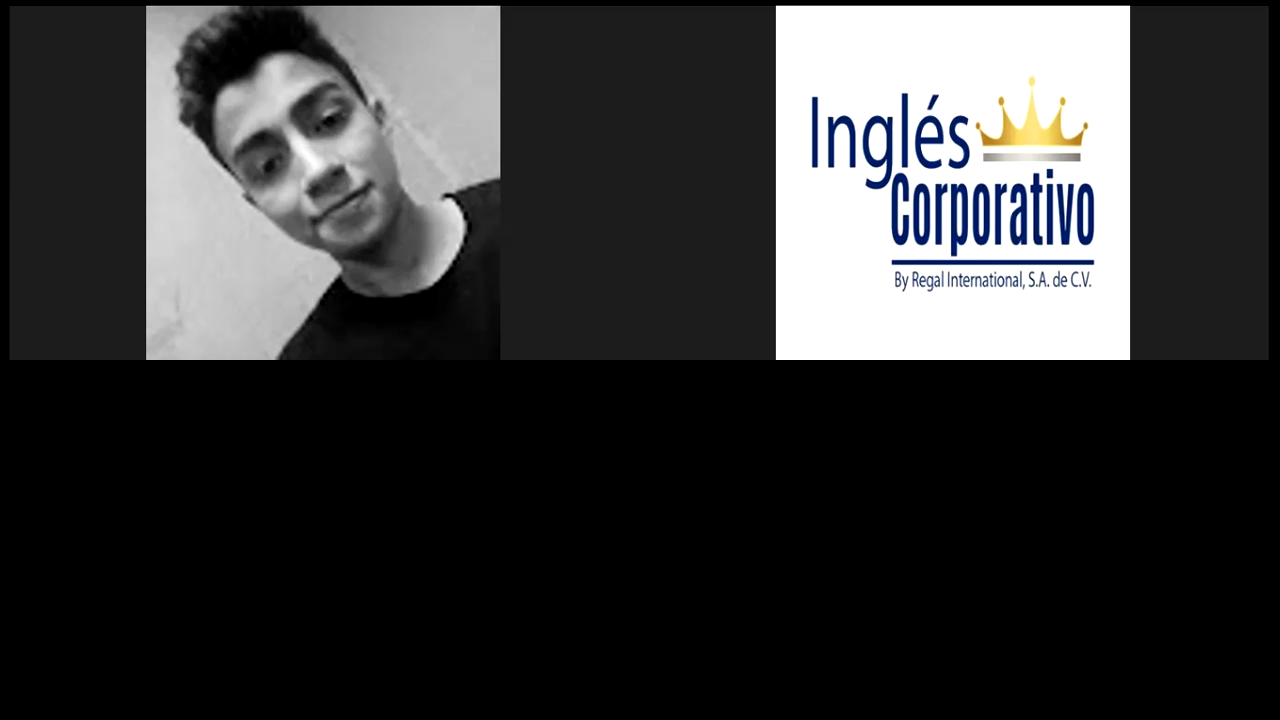 Inglés
Corporativo
By Regal International, S.A. de C.V.